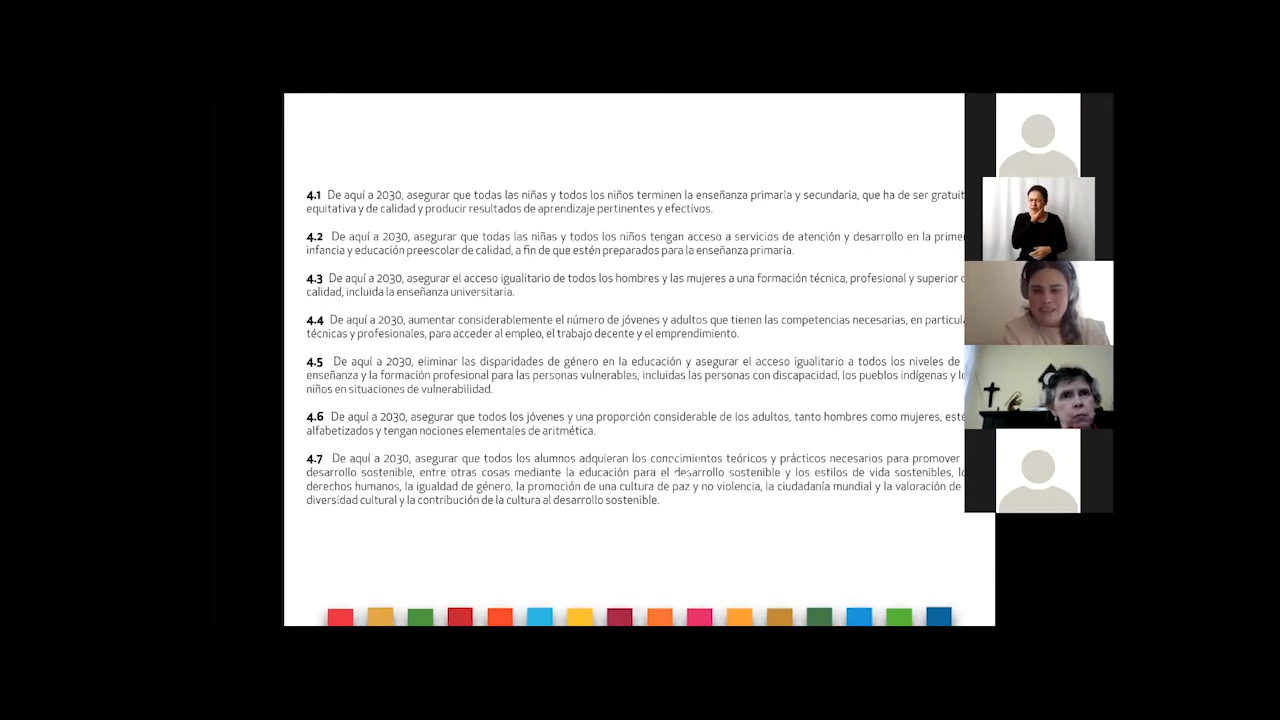 4.1 De aquí a 2030, asegurar que todas las niñas y todos los niños terminen la enseñanza primaria y secundaria, que ha de ser gratuit
equitativa y de calidad y producir resultados de aprendizaje pertinentes y efectivos.
4.2 De aquí a 2030, asegurar que todas las niñas y todos los niños tengan acceso a servicios de atención y desarrollo en la primer
infancia y educación preescolar de calidad, a fin de que estén preparados para la enseñanza primaria.
4.3 De aquí a 2030, asegurar el acceso igualitario de todos los hombres y las mujeres a una formación técnica, profesional y superior
calidad, incluida la enseñanza universitaria.
4.4 De aquí a 2030, aumentar considerablemente el número de jóvenes y adultos que tienen las competencias necesarias, en particul
técnicas y profesionales, para acceder al empleo, el trabajo decente y el emprendimiento.
4.5 De aquí a 2030, eliminar las disparidades de género en la educación y asegurar el acceso igualitario a todos los niveles de
enseñanza y la formación profesional para las personas vulnerables, incluidas las personas con discapacidad, los pueblos indígenas y l
niños en situaciones de vulnerabilidad.
4.6 De aquí a 2030, asegurar que todos los jóvenes y una proporción considerable de los adultos, tanto hombres como mujeres, esté
alfabetizados y tengan nociones elementales de aritmética.
4.7 De aquí a 2030, asegurar que todos los alumnos adquieran los conocimientos teóricos y prácticos necesarios para promover
desarrollo sostenible, entre otras cosas mediante la educación para el desarrollo sostenible y los estilos de vida sostenibles, l
derechos humanos, la igualdad de género, la promoción de una cultura de paz y no violencia, la ciudadanía mundial y la valoración de
diversidad cultural y la contribución de la cultura al desarrollo sostenible.